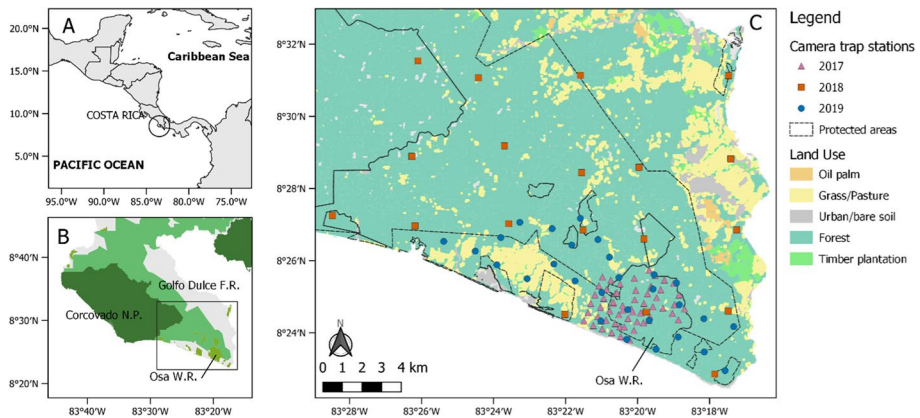 A
22.5°N
17.5°N
10.0°N
5.0°N
95.0°W 90.0°W 85.0°W 80.0°W 75.0°W
Caribbean Sea
COSTA RICA
PACIFIC OCEAN
B
8°40'N
8°30'N
8°20'N
83°40'W 83°30'W 83°20'W
Golfo Dulce F.R.
Corcovado N.P.
Osa W.R.
C
8°32'N
8°30'N
8°28'N
8°26'N
8°24'N
83°28'W 83°26'W 83°24'W 83°22'W 83°20'W 83°18'W
N
0 1 2 3 4 km
Osa W.R.
Legend
Camera trap stations
2017
2018
2019
Protected areas
Land Use
Oil palm
Grass/Pasture
Urban/bare soil
Forest
Timber plantation